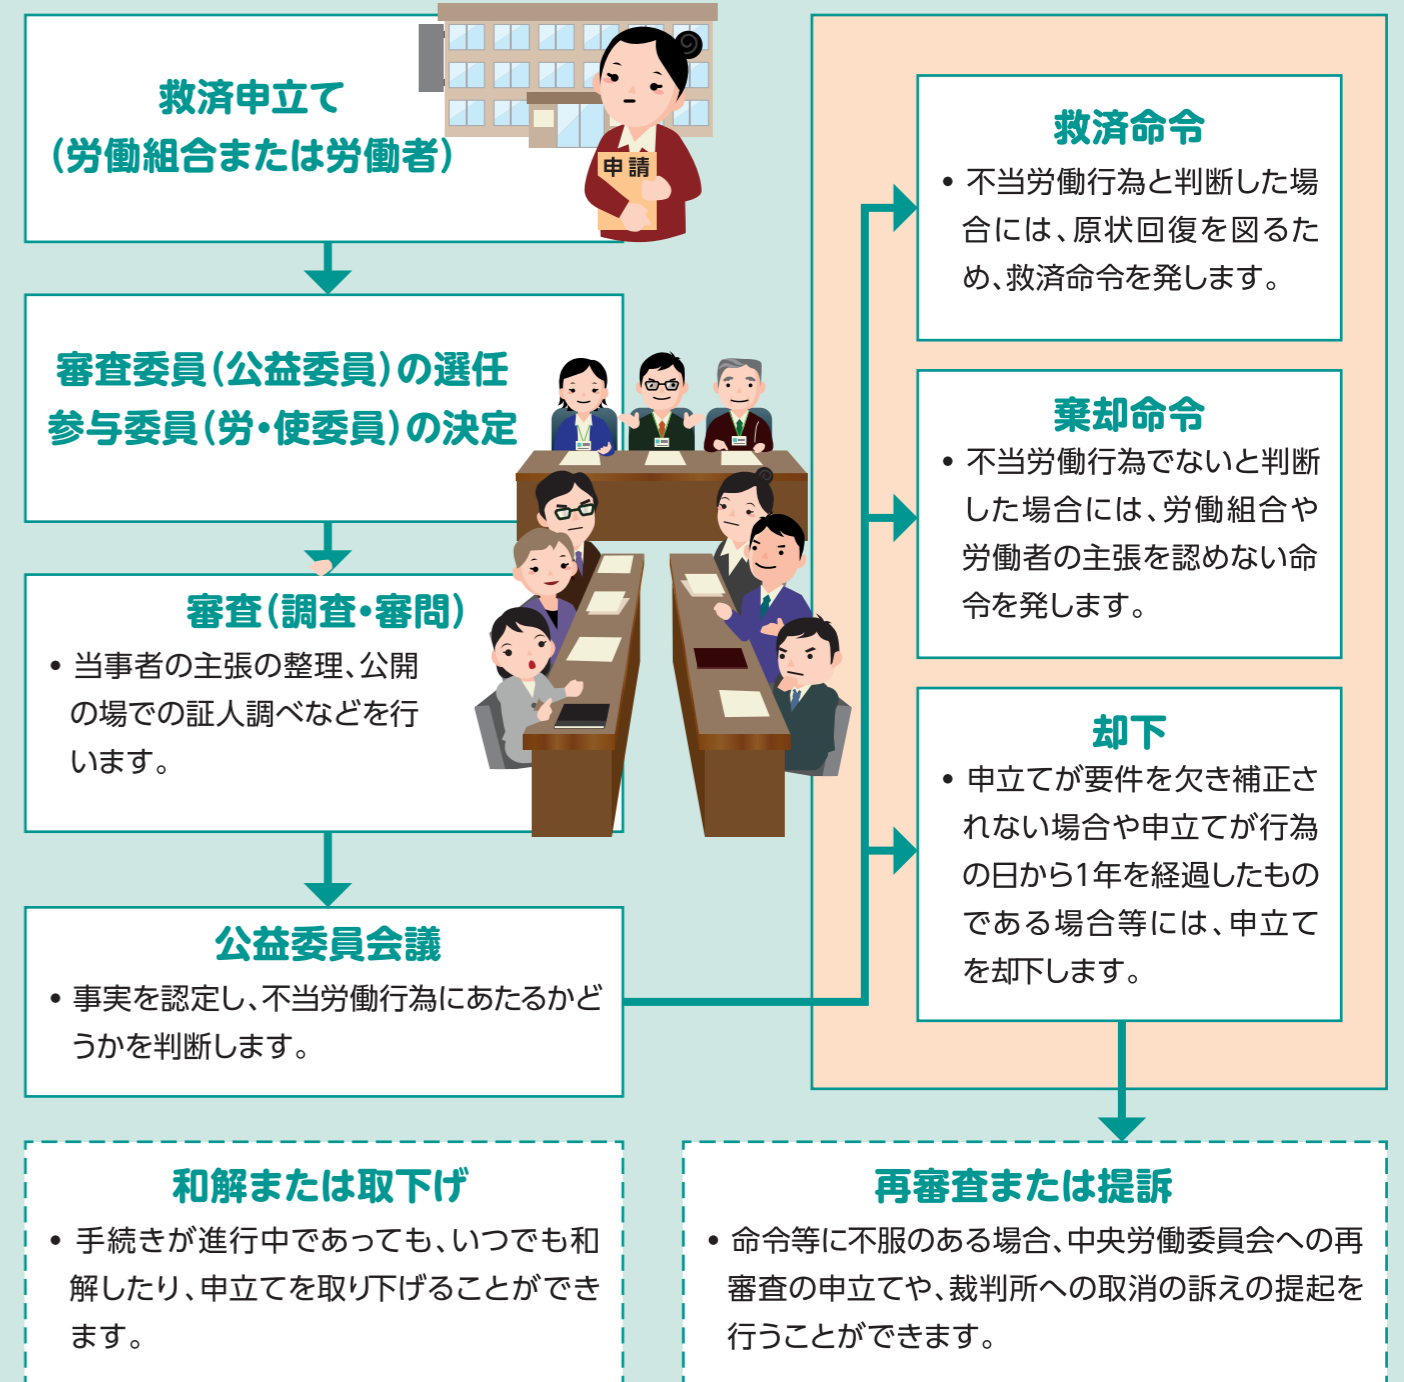 救済申立て
（労働組合または労働者）
申請
審査委員（公益委員）の選任
参与委員（労・使委員）の決定
審査（調査・審問）
• 当事者の主張の整理、公開
の場での証人調べなどを行
います。
公益委員会議
• 事実を認定し、不当労働行為にあたるかど
うかを判断します。
救済命令
• 不当労働行為と判断した場
合には、原状回復を図るた
め、救済命令を発します。
棄却命令
• 不当労働行為でないと判断
した場合には、労働組合や
労働者の主張を認めない命
令を発します。
却下
• 申立てが要件を欠き補正さ
れない場合や申立てが行為
の日から1年を経過したもの
である場合等には、申立て
を却下します。
和解または取下げ
• 手続きが進行中であっても、いつでも和
解したり、申立てを取り下げることができ
ます。
再審査または提訴
• 命令等に不服のある場合、中央労働委員会への再
審査の申立てや、裁判所への取消の訴えの提起を
行うことができます。